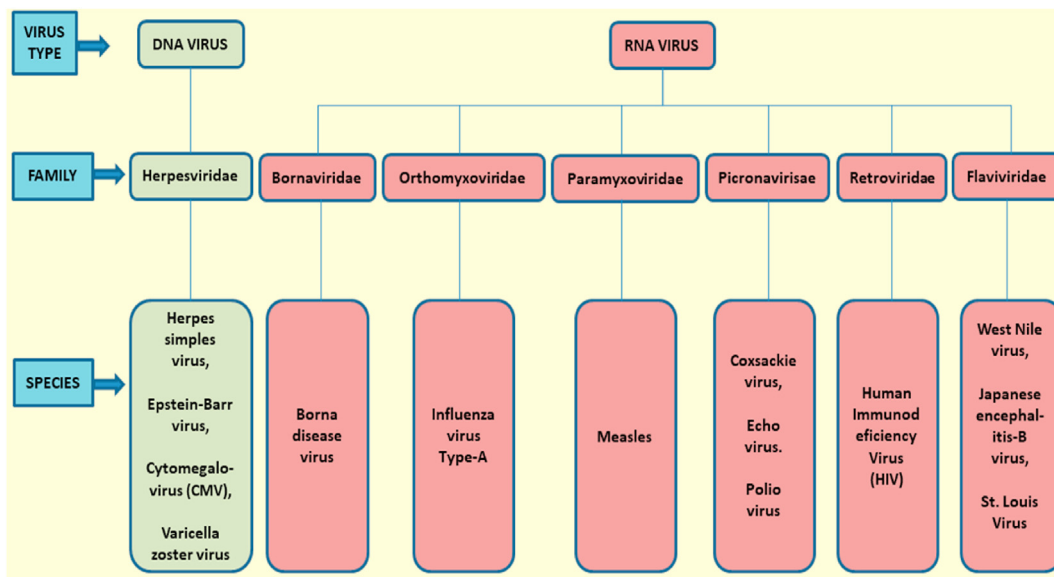 VIRUS
TYPE
DNA VIRUS
RNA VIRUS
FAMILY
Herpesviridae
Bornaviridae
Orthomyxoviridae
Paramyxoviridae
Picronavirisae
Retroviridae
Flaviviridae
SPECIES
Herpes
simples
virus,
Epstein-Barr
virus,
Cytomegalo-
virus (CMV),
Varicella
zoster virus
Borna
disease
virus
Influenza
virus
Type-A
Measles
Coxsackie
virus,
Echo
virus.
Polio
virus
Human
Immunod
eficiency
Virus
(HIV)
West Nile
virus,
Japanese
encephal-
itis-B
virus,
St. Louis
Virus